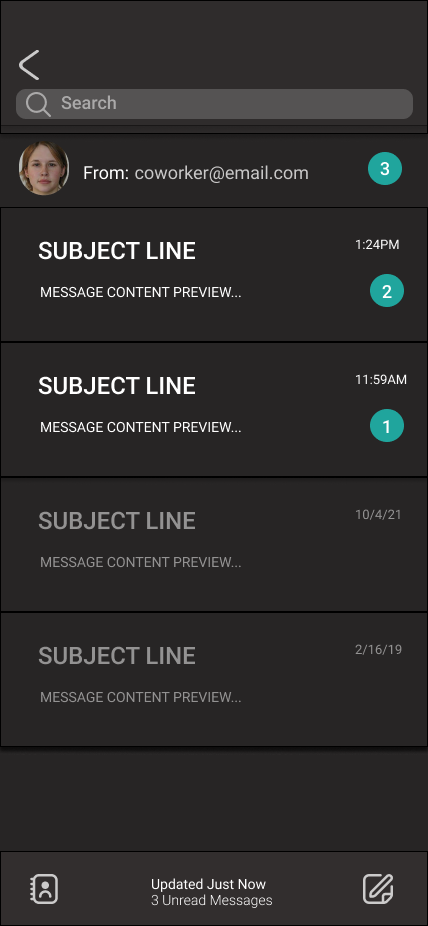 Search
From: coworker@email.com
3
SUBJECT LINE
1:24PM
MESSAGE CONTENT PREVIEW...
2
SUBJECT LINE
11:59AM
MESSAGE CONTENT PREVIEW...
1
SUBJECT LINE
10/4/21
MESSAGE CONTENT PREVIEW...
SUBJECT LINE
2/16/19
MESSAGE CONTENT PREVIEW...
Updated Just Now
3 Unread Messages